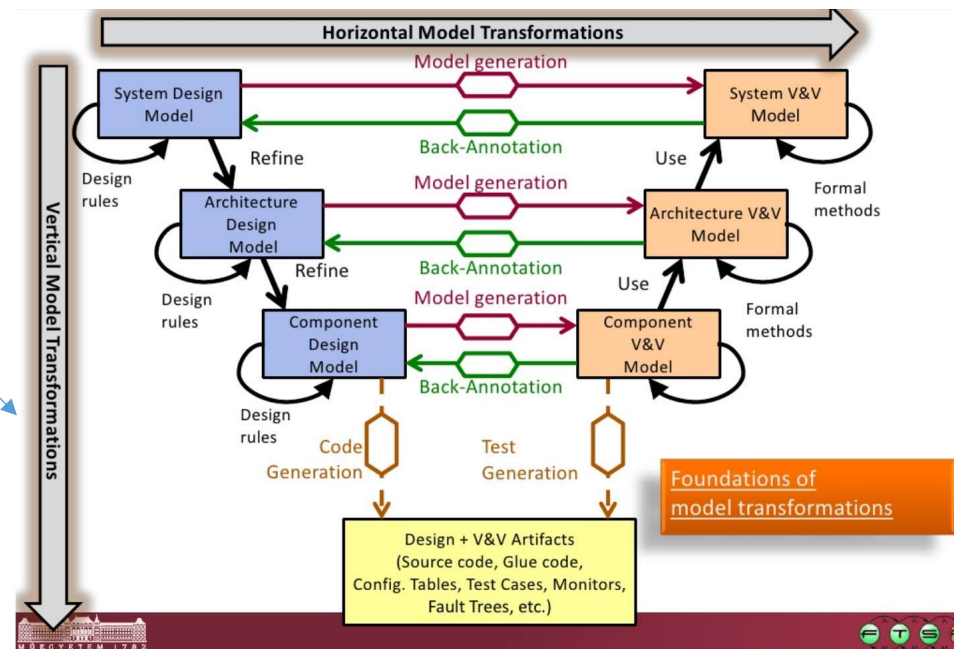 Horizontal Model Transformations
Vertical Model Transformations
Model generation
System Design
Model
System V&V
Model
Back-Annotation
Design
rules
Refine
Use
Formal
methods
Model generation
Architecture
Design
Model
Architecture V&V
Model
Back-Annotation
Design
rules
Refine
Use
Formal
methods
Model generation
Component
Design
Model
Component
V&V
Model
Back-Annotation
Design
rules
Code
Generation
Test
Generation
Foundations of
model transformations
Design + V&V Artifacts
(Source code, Glue code,
Config. Tables, Test Cases, Monitors,
Fault Trees, etc.)
MŰEGYETEM 1782
F T S